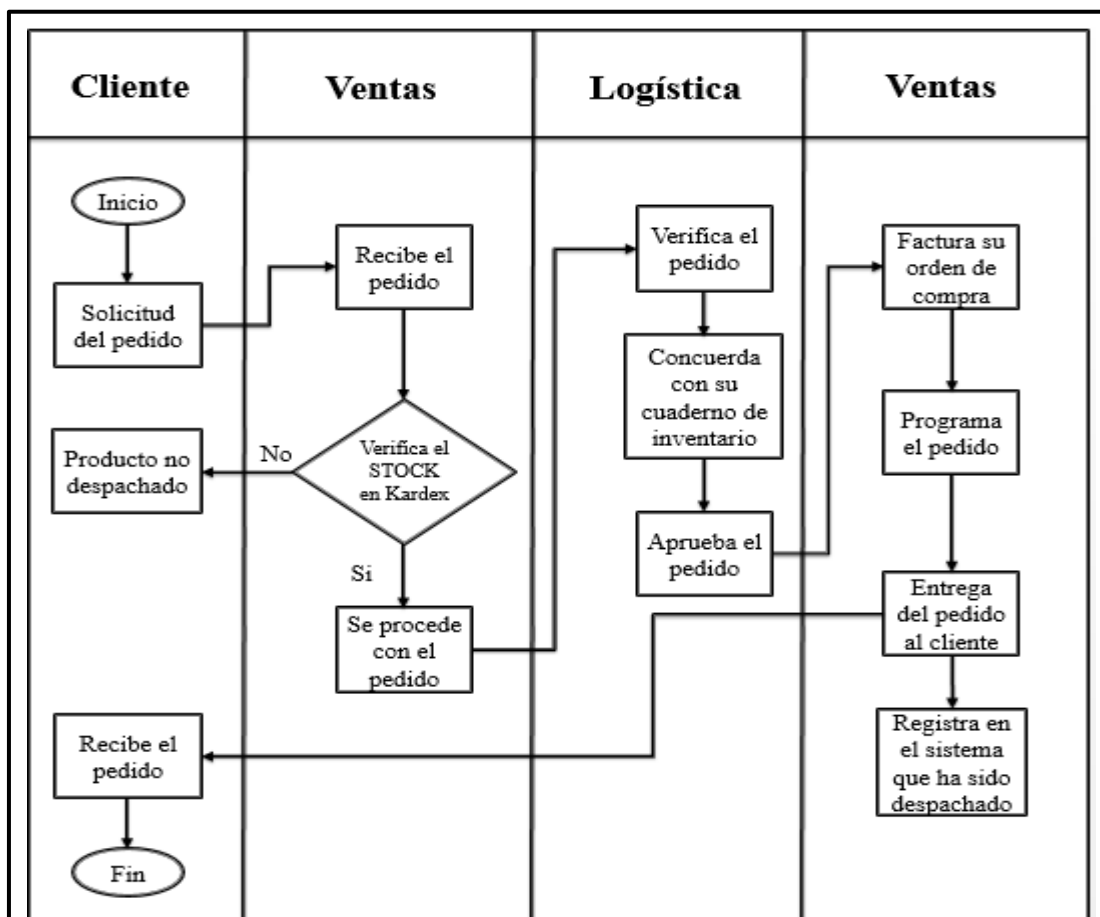 Cliente
Ventas
Logística
Ventas
Inicio
Solicitud
del pedido
Producto no
despachado
Recibe el
pedido
Fin
Recibe el
pedido
Verifica el
STOCK
en Kardex
No
Si
Se procede
con el
pedido
Verifica el
pedido
Concuerda
con su
cuaderno de
inventario
Aprueba el
pedido
Factura su
orden de
compra
Programa
el pedido
Entrega
del pedido
al cliente
Registra en
el sistema
que ha sido
despachado